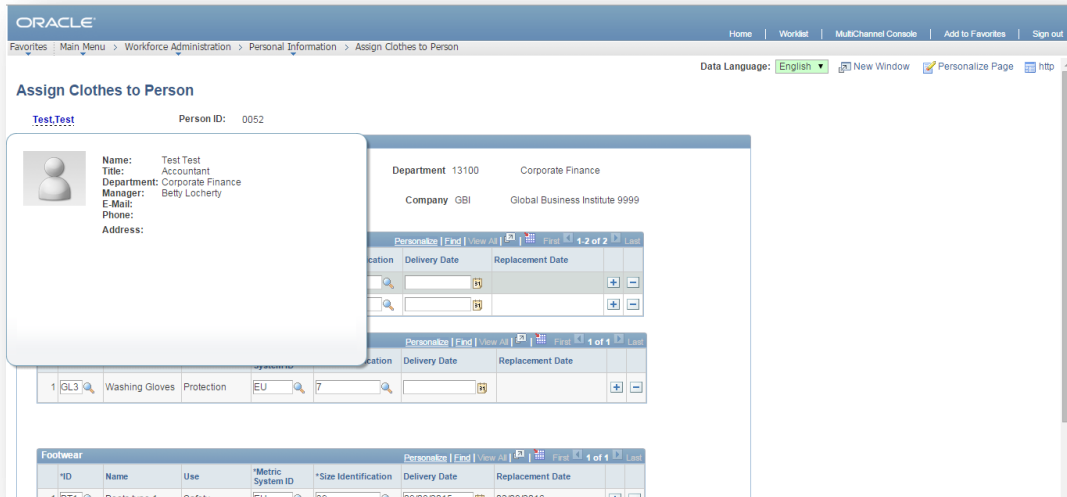 ORACLE
Home | Worklist | MultiChannel Console | Add to Favorites | Sign out
Favorites | Main Menu > Workforce Administration > Personal Information > Assign Clothes to Person
Data Language: English New Window Personalize Page http
Assign Clothes to Person
Test,Test Person ID: 0052
Name: Test Test
Title: Accountant
Department: Corporate Finance
Manager: Betty Locherty
E-Mail:
Phone:
Address:
Department 13100 Corporate Finance
Company GBI Global Business Institute 9999
Personalize | Find | View All | First 1-2 of 2 Last
cation Delivery Date Replacement Date
Personalize | Find | View All | First 1 of 1 Last
System ID cation Delivery Date Replacement Date
1 GL3 Washing Gloves Protection EU 7
Footwear Personalize | Find | View All | First 1 of 1 Last
*ID Name Use *Metric System ID *Size Identification Delivery Date Replacement Date